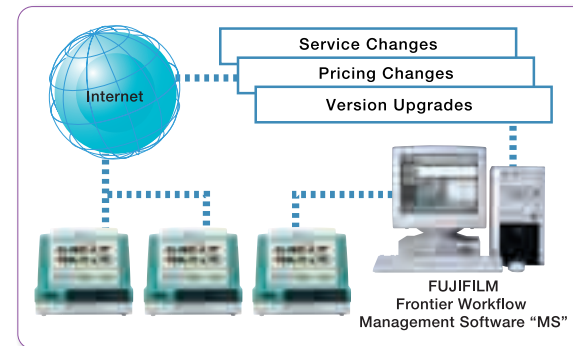 Service Changes
Pricing Changes
Version Upgrades
Internet
FUJIFILM
Frontier Workflow
Management Software “MS”